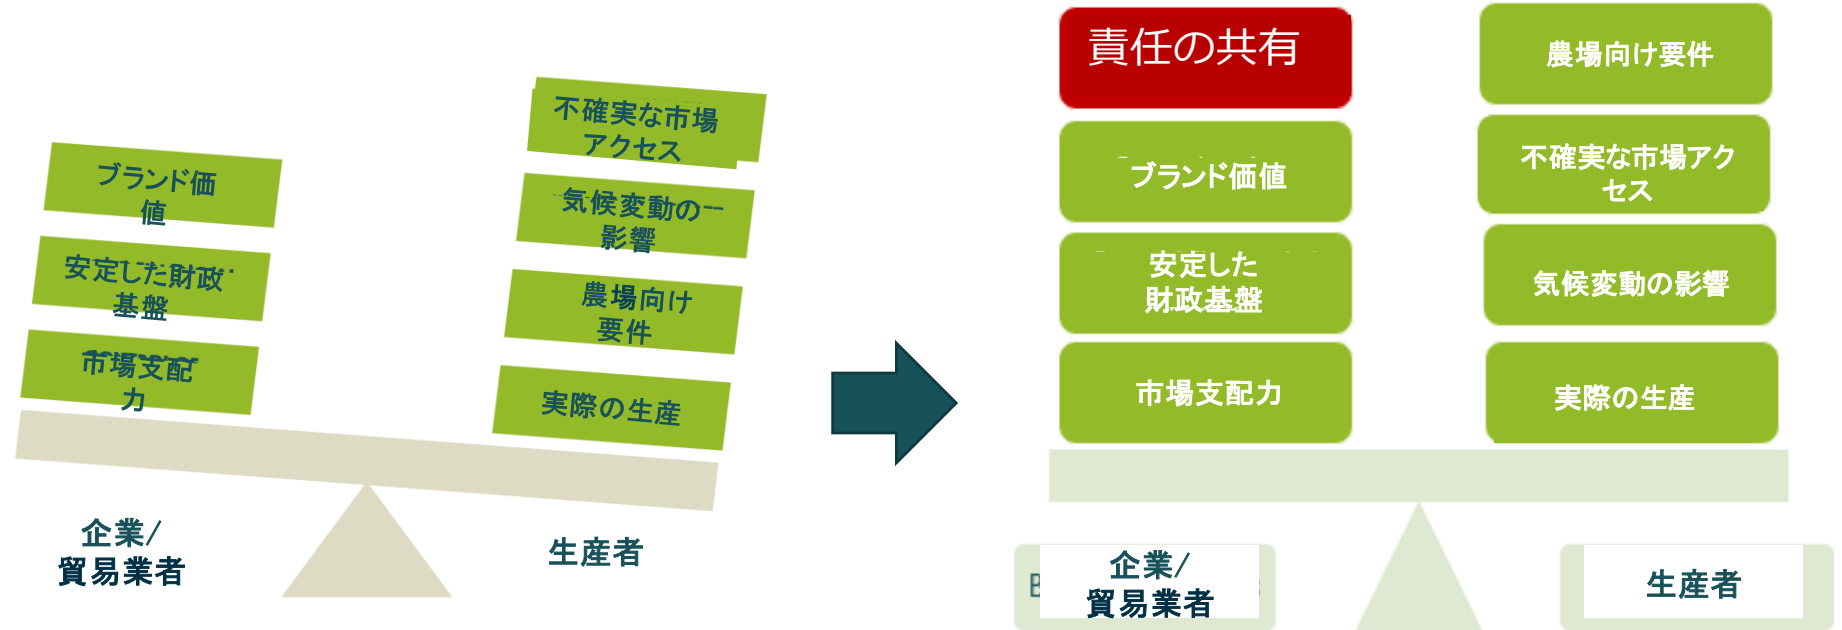 ブランド価
値
安定した財政
基盤
市場支配
力
不確実な市場
アクセス
気候変動の
影響
農場向け
要件
実際の生産
企業/
貿易業者
生産者
責任の共有
ブランド価値
安定した
財政基盤
市場支配力
農場向け要件
不確実な市場アク
セス
気候変動の影響
実際の生産
企業/
貿易業者
生産者